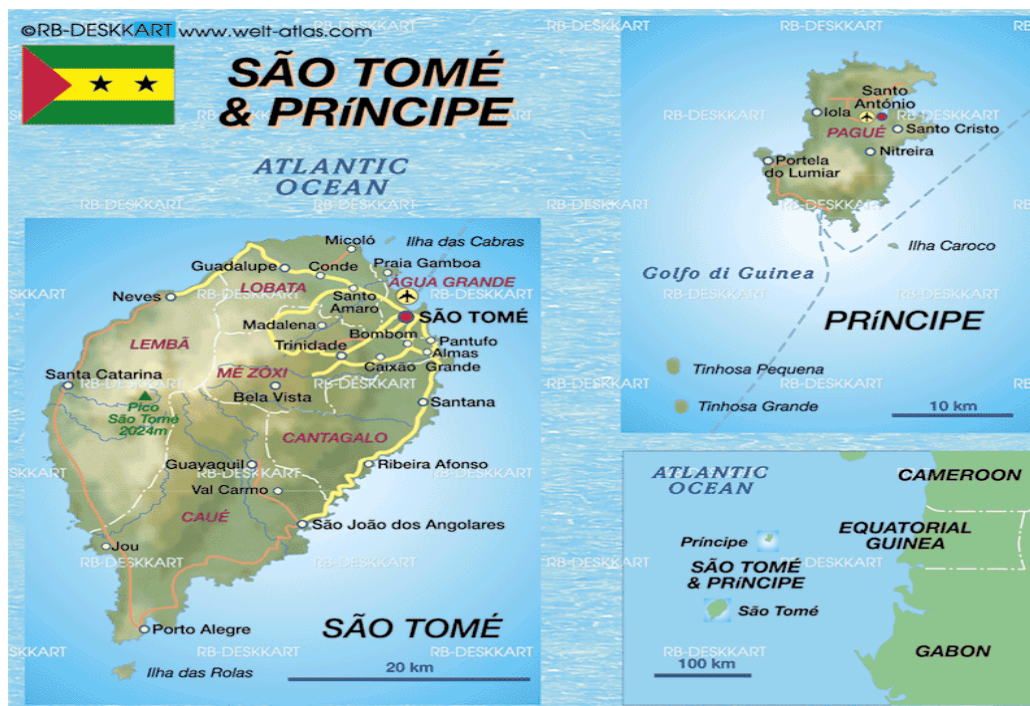 ©RB-DESKKART www.welt-atlas.com
SÃO TOMÉ
& PRíNCIPE
ATLANTIC
OCEAN
RB-DESKKART
Micoló
Ilha das Cabras
Guadalupe
Conde
Praia Gamboa
LOBATA
ÁGUA GRANDE
Neves
Santo
Amaro
SÃO TOMÉ
Madalena
Bombom
LEMBÃ
Trinidade
Pantufo
Almas
Caixão Grande
Santa Catarina
MÉ ZÒXI
Bela Vista
Pico
São Tomé
2024m
Santana
CANTAGALO
Guayaquil
Ribeira Afonso
Val Carmo
CAUÉ
São João dos Angolares
Jou
Porto Alegre
SÃO TOMÉ
Ilha das Rolas
20 km
Santo
António
Iola
PAGUÉ
Santo Cristo
Nitreira
Portela
do Lumiar
Ilha Caroco
Golfo di Guinea
PRíNCIPE
Tinhosa Pequena
Tinhosa Grande
10 km
ATLANTIC
OCEAN
CAMEROON
EQUATORIAL
GUINEA
Príncipe
SÃO TOMÉ
& PRíNCIPE
São Tomé
GABON
100 km